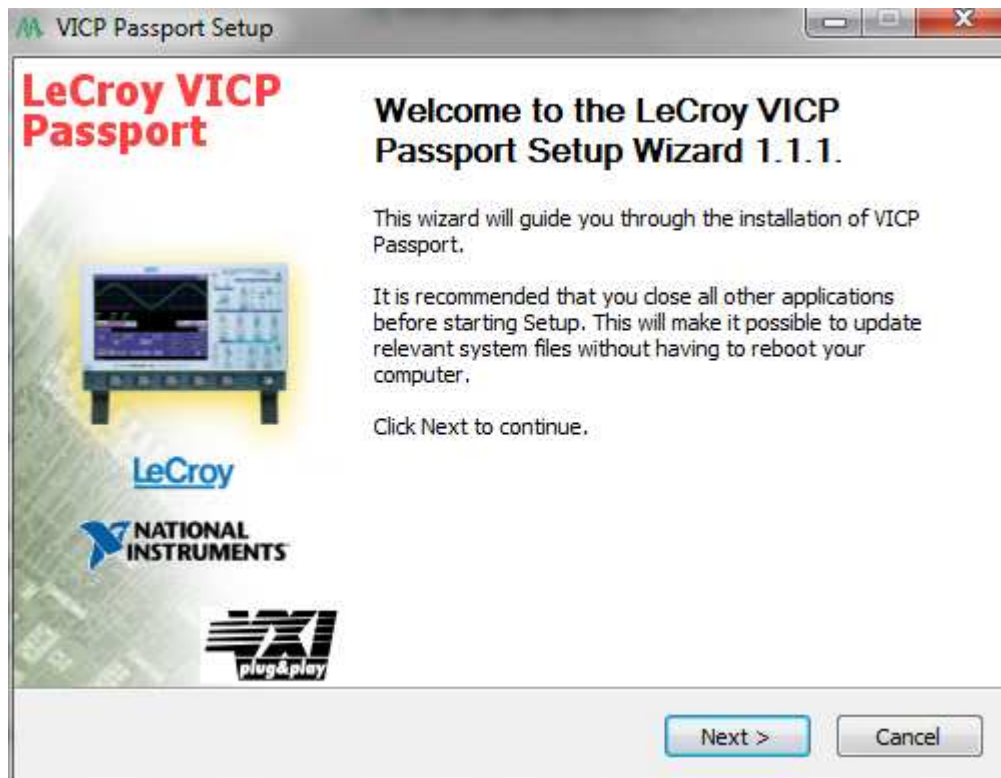 VICP Passport Setup
LeCroy VICP
Passport
Welcome to the LeCroy VICP
Passport Setup Wizard 1.1.1.
This wizard will guide you through the installation of VICP
Passport.
It is recommended that you close all other applications
before starting Setup. This will make it possible to update
relevant system files without having to reboot your
computer.
Click Next to continue.
LeCroy
NATIONAL
INSTRUMENTS
VXI
plug&play
Next >
Cancel